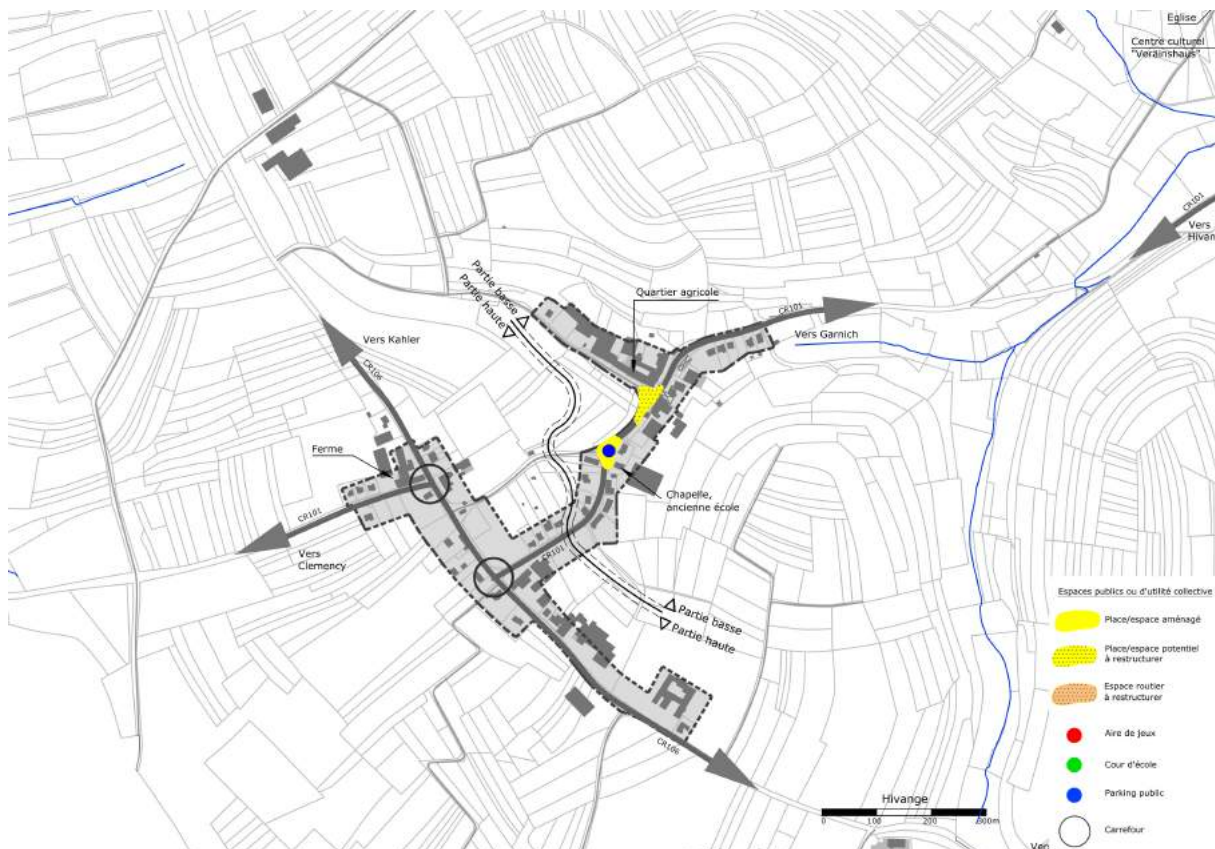 Eglise
Centre culturel
"Verainshaus"
CR101
Vers
Hivan
Partie basse
Partie haute
Quartier agricole
CR101
Vers Garnich
Vers Kahler
CR106
Ferme
Chapelle,
ancienne école
CR101
Vers
Clemency
CR101
Partie basse
Partie haute
CR106
Espaces publics ou d'utilité collective
Place/espace aménagé
Place/espace potentiel
à restructurer
Espace routier
à restructurer
Aire de jeux
Cour d'école
Parking public
Carrefour
Hivange
0 100 200 300m
Ver